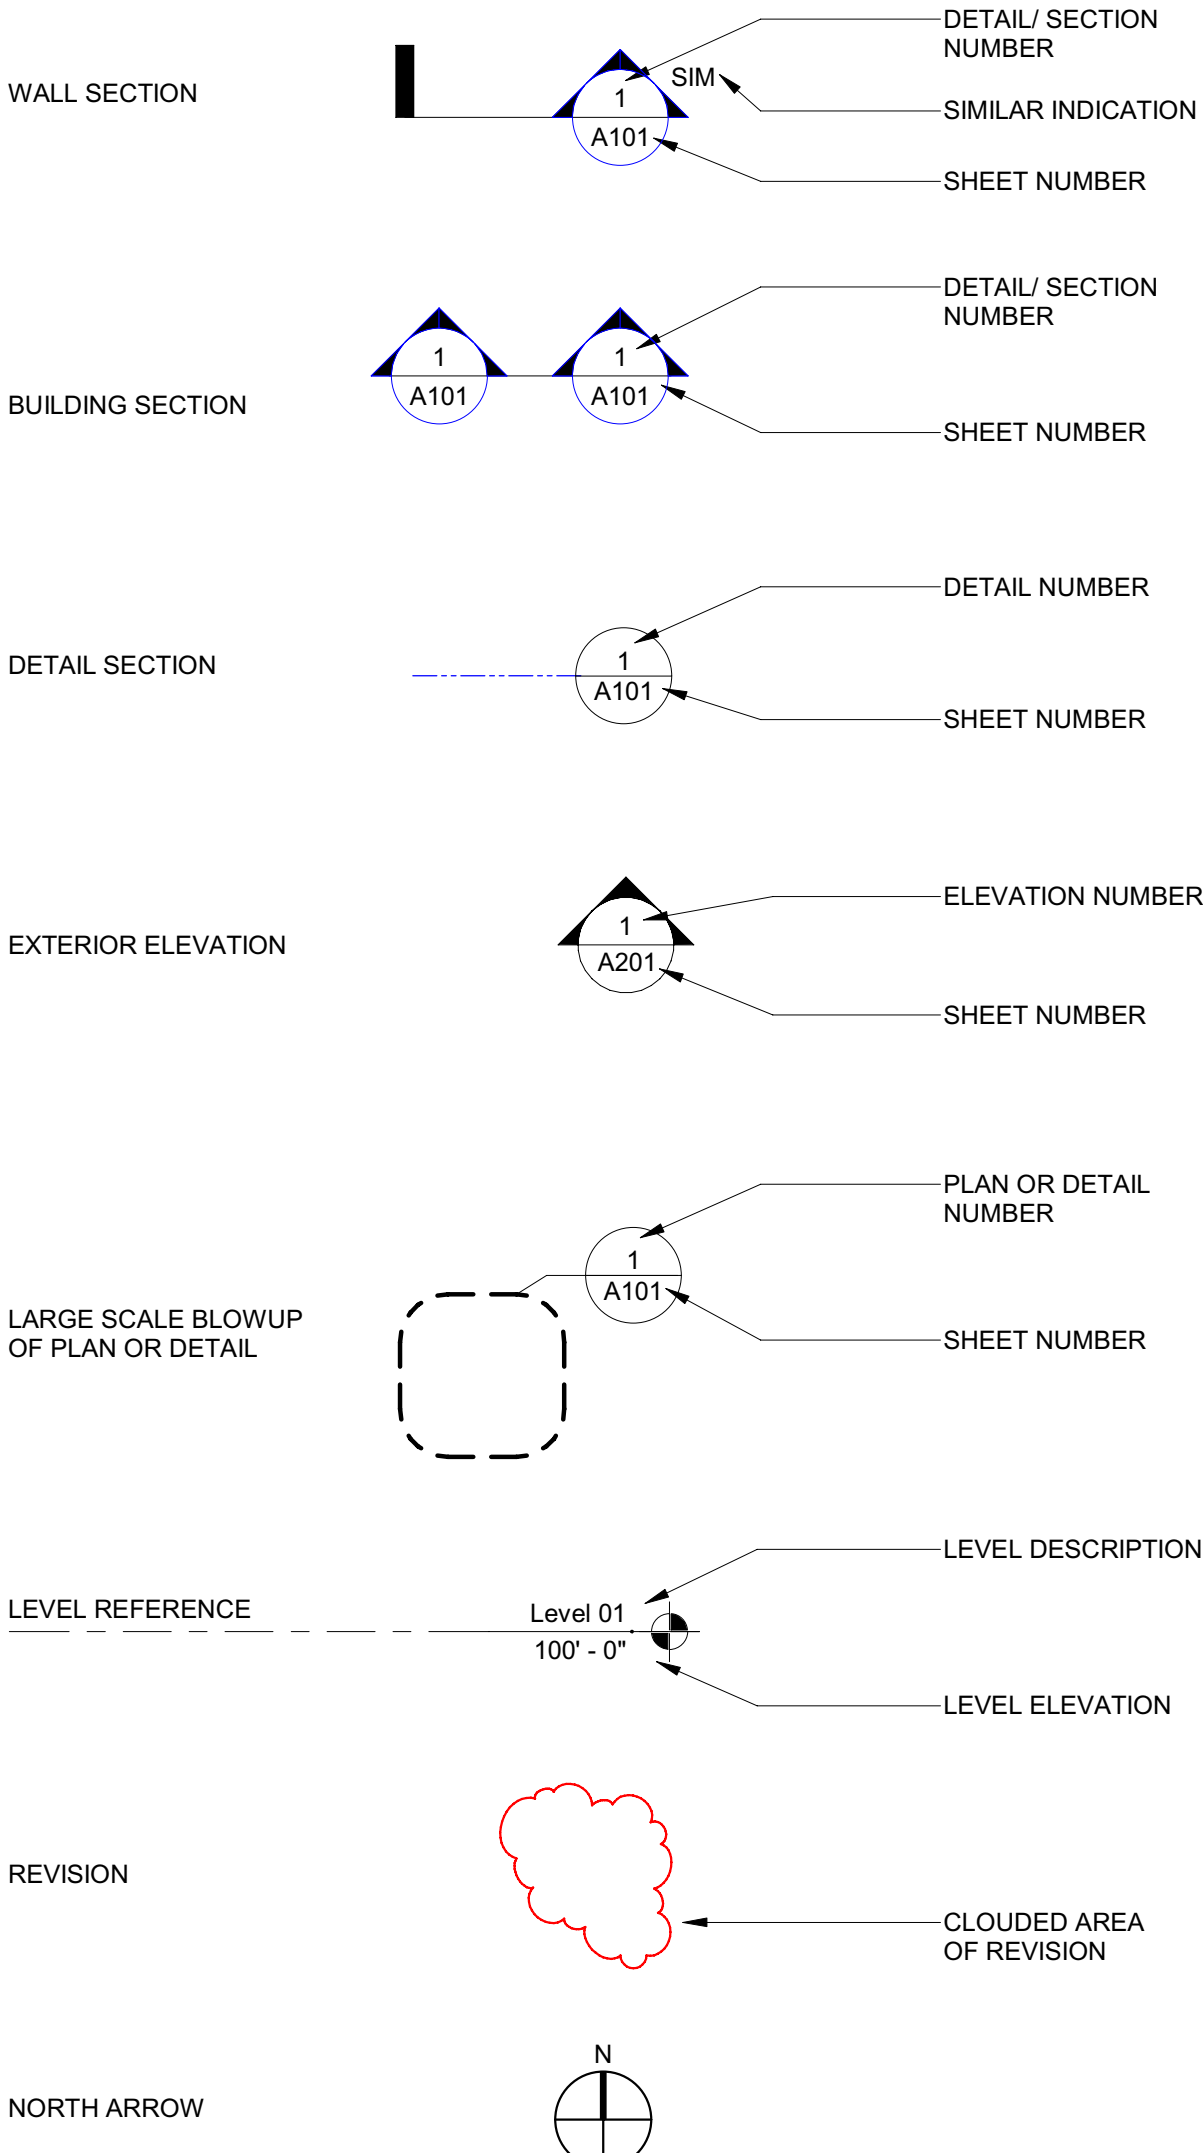 DETAIL/ SECTION
NUMBER
WALL SECTION
SIM
1
A101
SIMILAR INDICATION
SHEET NUMBER
DETAIL/ SECTION
NUMBER
1
A101
1
A101
BUILDING SECTION
SHEET NUMBER
DETAIL NUMBER
DETAIL SECTION
1
A101
SHEET NUMBER
ELEVATION NUMBER
EXTERIOR ELEVATION
1
A201
SHEET NUMBER
PLAN OR DETAIL
NUMBER
1
A101
LARGE SCALE BLOWUP
OF PLAN OR DETAIL
SHEET NUMBER
LEVEL DESCRIPTION
LEVEL REFERENCE
Level 01
100' - 0"
LEVEL ELEVATION
REVISION
CLOUDED AREA
OF REVISION
N
NORTH ARROW